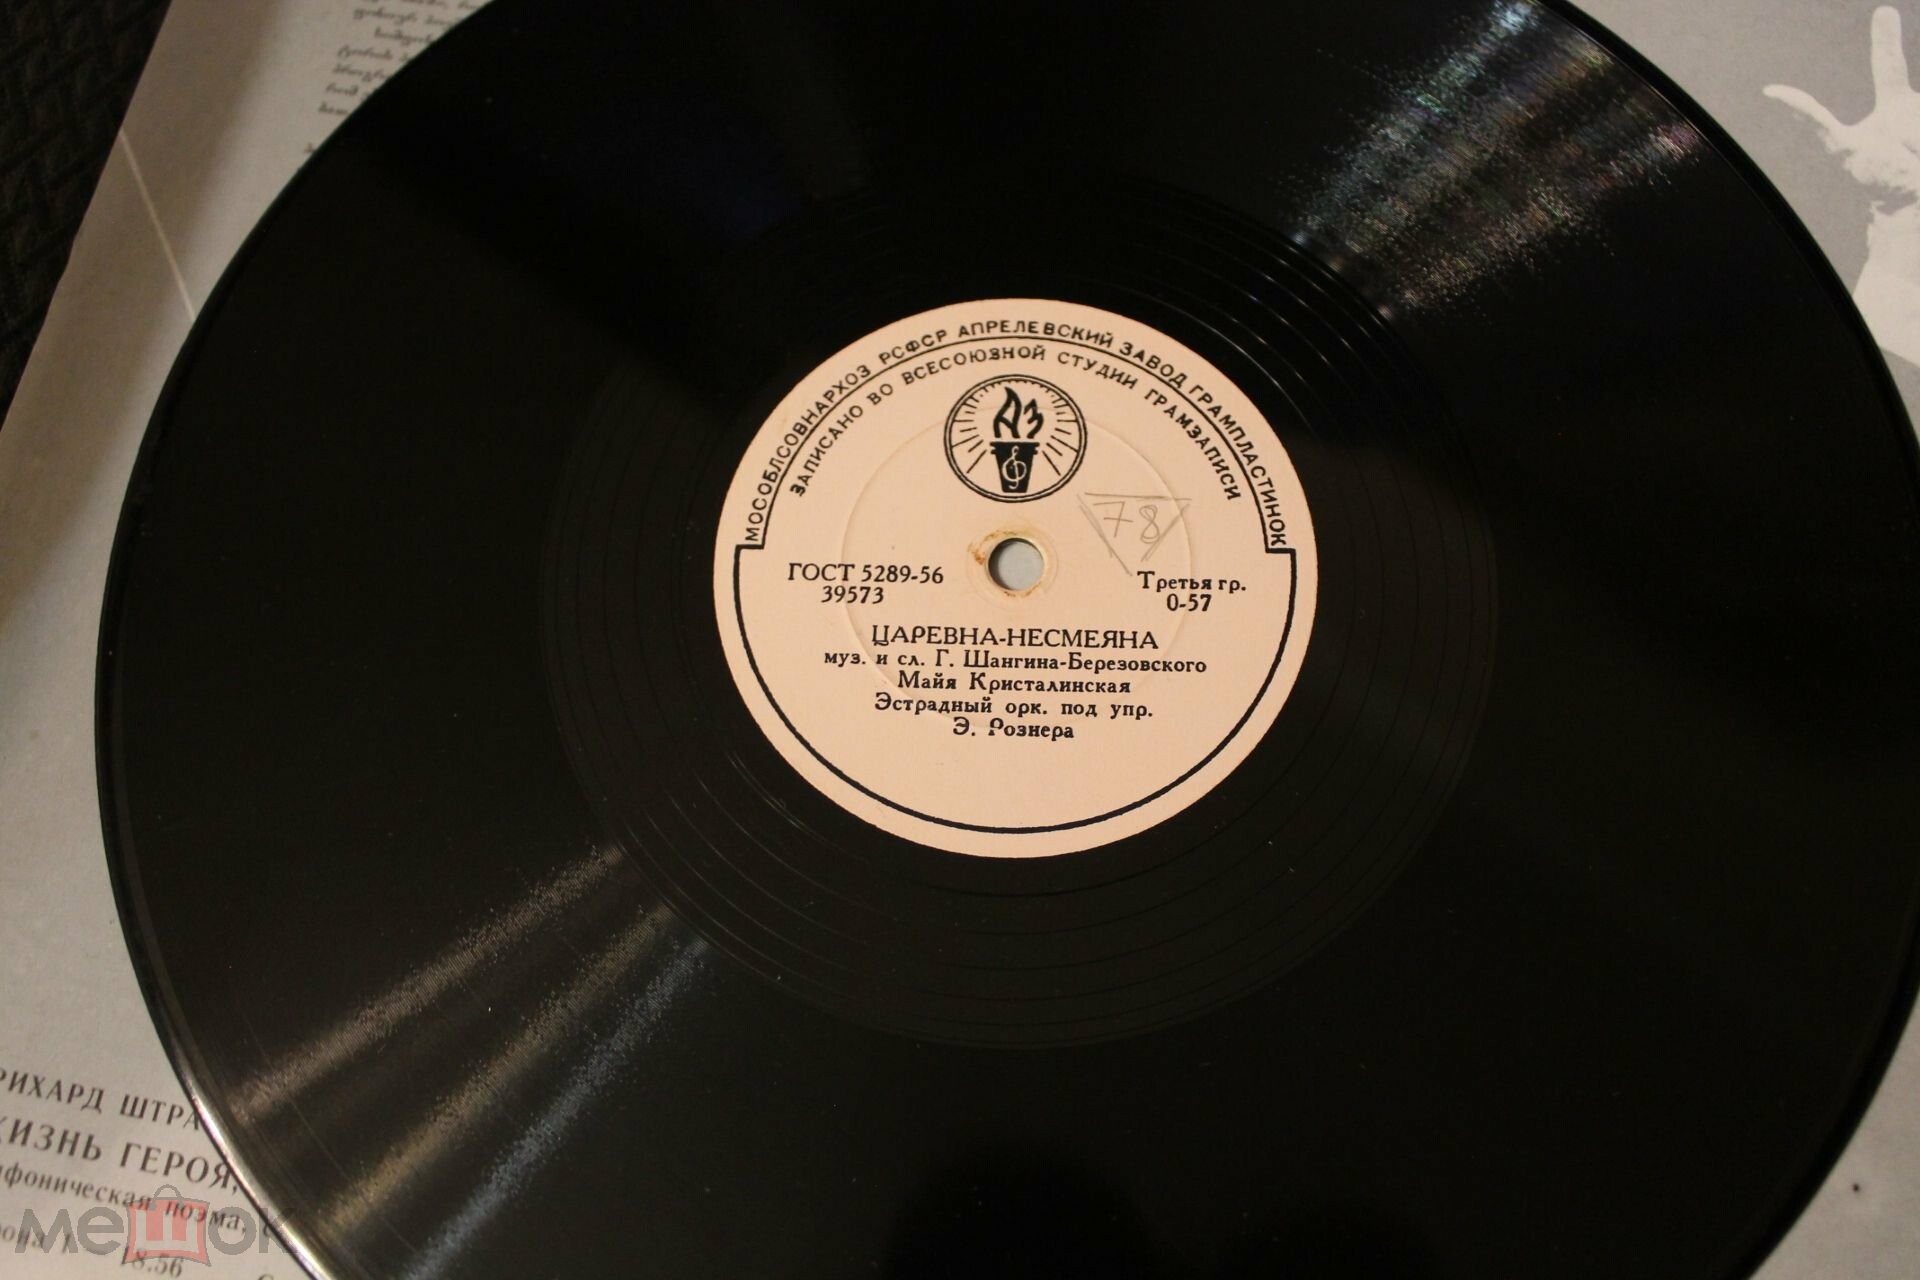 МОСОБЛСОВНАРХОЗ РСФСР АПРЕЛЕВСКИЙ ЗАВОД ГРАМПЛАСТИНОК
ЗАПИСАНО ВО ВСЕСОЮЗНОЙ СТУДИИ ГРАМЗАПИСИ
АЗ
78
ГОСТ 5289-56
39573
Третья гр.
0-57
ЦАРЕВНА-НЕСМЕЯНА
муз. и сл. Г. Шангина-Березовского
Майя Кристалинская
Эстрадный орк. под упр.
Э. Рознера
РИХАРД ШТРА
ЖИЗНЬ ГЕРОЯ,
фоническая поэма,
18.56
мешок